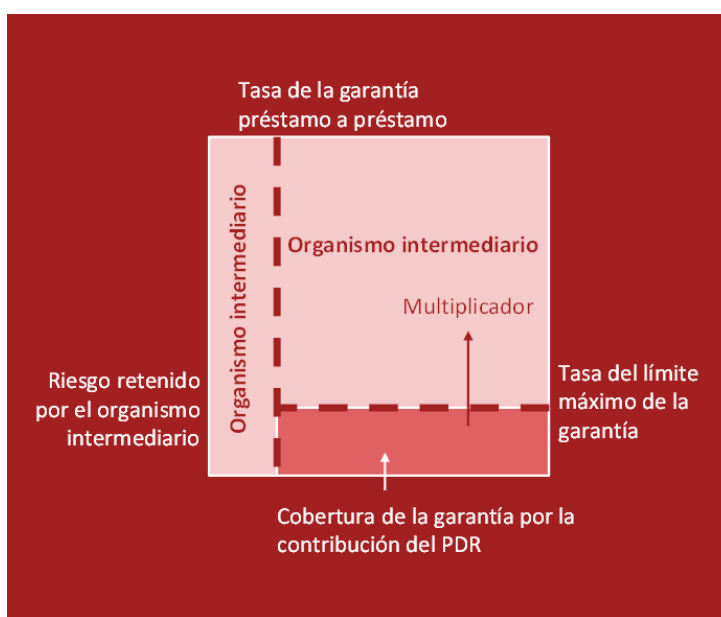 Tasa de la garantía
préstamo a préstamo
Organismo intermediario
Organismo intermediario
Multiplicador
Riesgo retenido
por el organismo
intermediario
Tasa del límite
máximo de la
garantía
Cobertura de la garantía por la
contribución del PDR